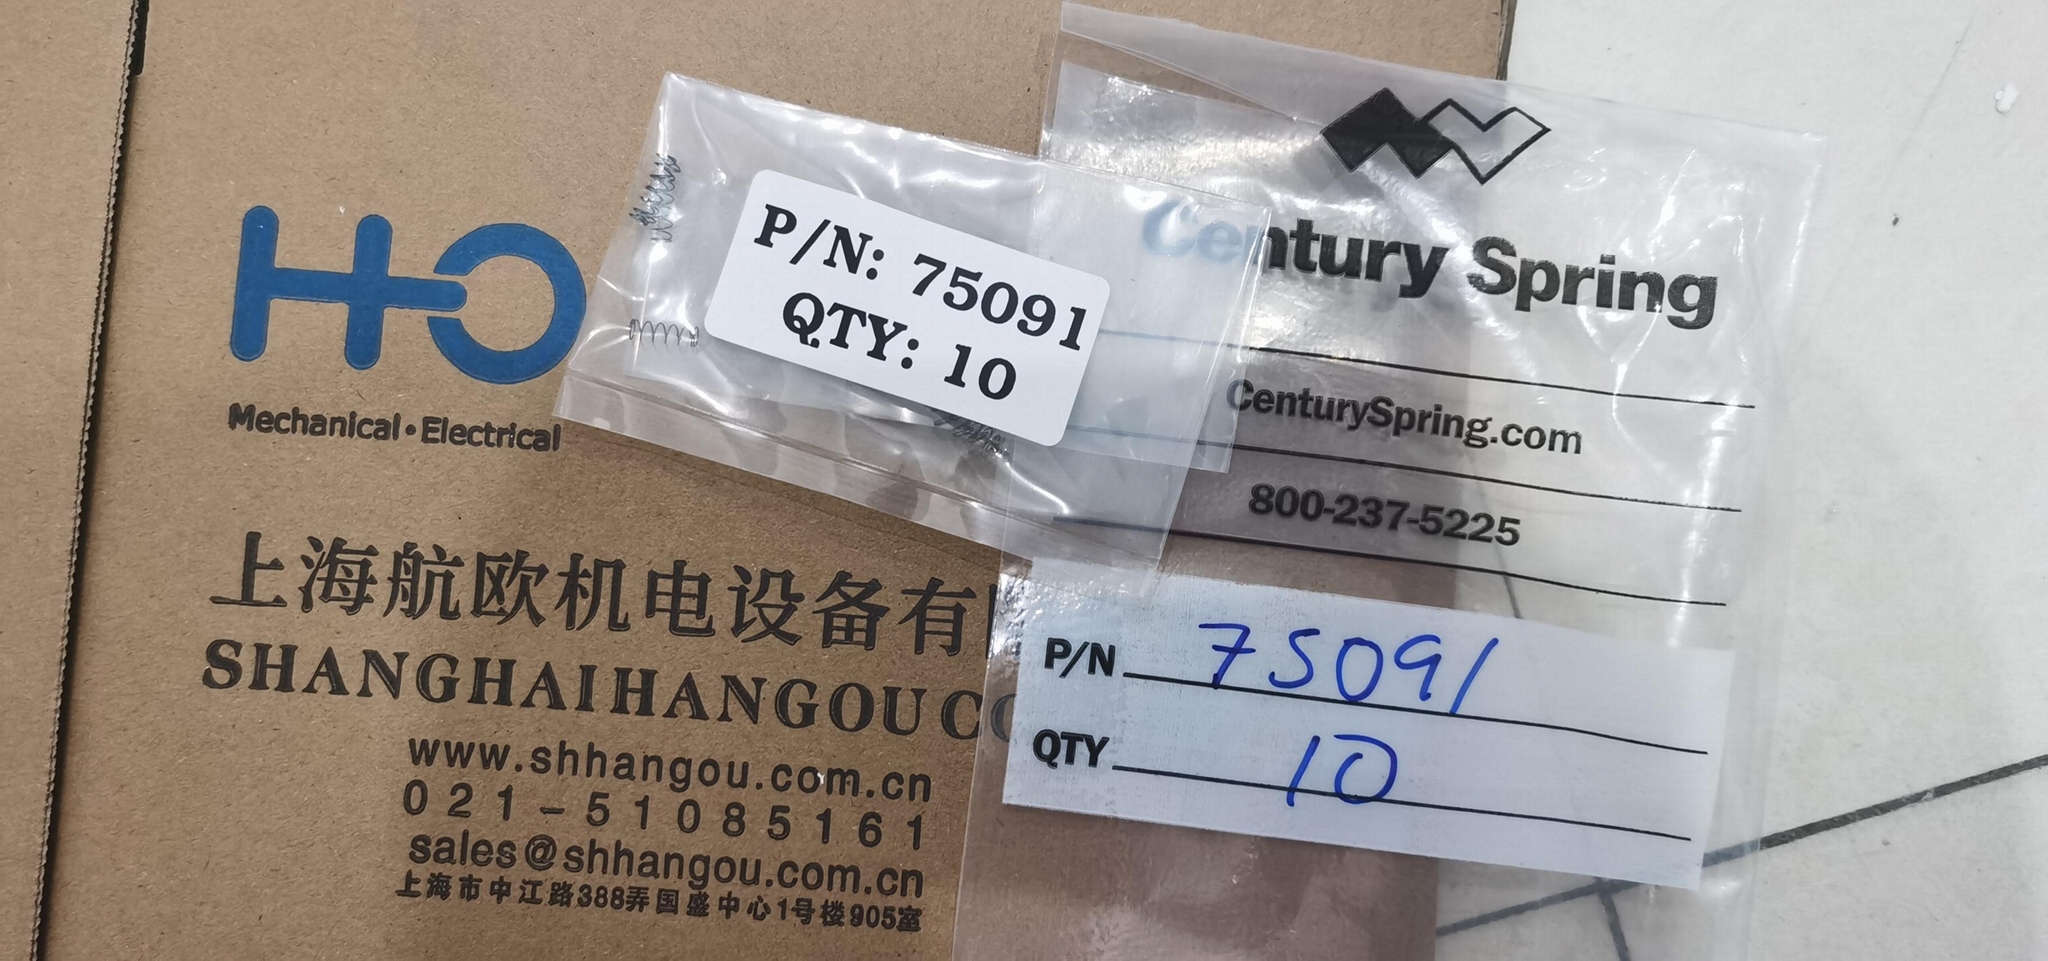 HO
Mechanical•Electrical
上海航欧机电设备有
SHANGHAIHANGOU
www.shhangou.com.cn
021-51085161
sales@shhangou.com.cn
上海市中江路388弄国盛中心1号楼905室
P/N: 75091
QTY: 10
Century Spring
CenturySpring.com
800-237-5225
P/N 75091
QTY 10